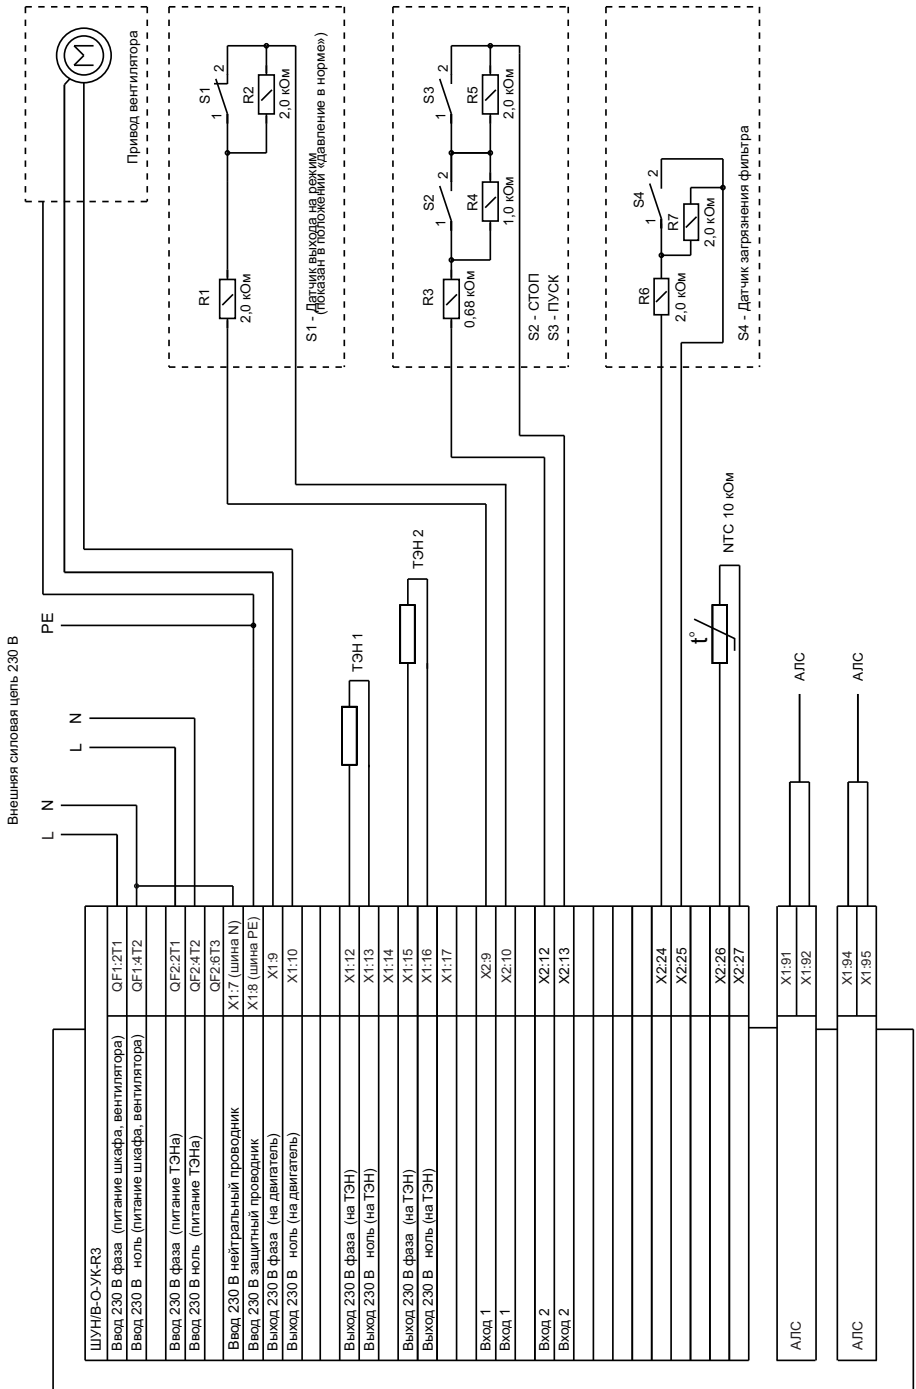 Внешняя силовая цепь 230 В
L
N
L
N
PE
Привод вентилятора
M
S1
1
2
R2
2,0 кОм
R1
2,0 кОм
S1 - Датчик выхода на режим
(показан в положении «давление в норме»)
S2
1
2
S3
1
2
R4
1,0 кОм
R5
2,0 кОм
R3
0,68 кОм
S2 - СТОП
S3 - ПУСК
S4
1
2
R7
2,0 кОм
R6
2,0 кОм
S4 - Датчик загрязнения фильтра
ТЭН 1
ТЭН 2
NTC 10 кОм
t°
АЛС
АЛС
ШУН/В-О-УК-R3
Ввод 230 В фаза (питание шкафа, вентилятора) QF1:2T1
Ввод 230 В ноль (питание шкафа, вентилятора) QF1:4T2
Ввод 230 В фаза (питание ТЭНа) QF2:2T1
Ввод 230 В ноль (питание ТЭНа) QF2:4T2
QF2:6T3
Ввод 230 В нейтральный проводник X1:7 (шина N)
Ввод 230 В защитный проводник X1:8 (шина PE)
Выход 230 В фаза (на двигатель) X1:9
Выход 230 В ноль (на двигатель) X1:10
Выход 230 В фаза (на ТЭН) X1:12
Выход 230 В ноль (на ТЭН) X1:13
X1:14
Выход 230 В фаза (на ТЭН) X1:15
Выход 230 В ноль (на ТЭН) X1:16
X1:17
Вход 1 X2:9
Вход 1 X2:10
Вход 2 X2:12
Вход 2 X2:13
X2:24
X2:25
X2:26
X2:27
АЛС
X1:91
X1:92
АЛС
X1:94
X1:95